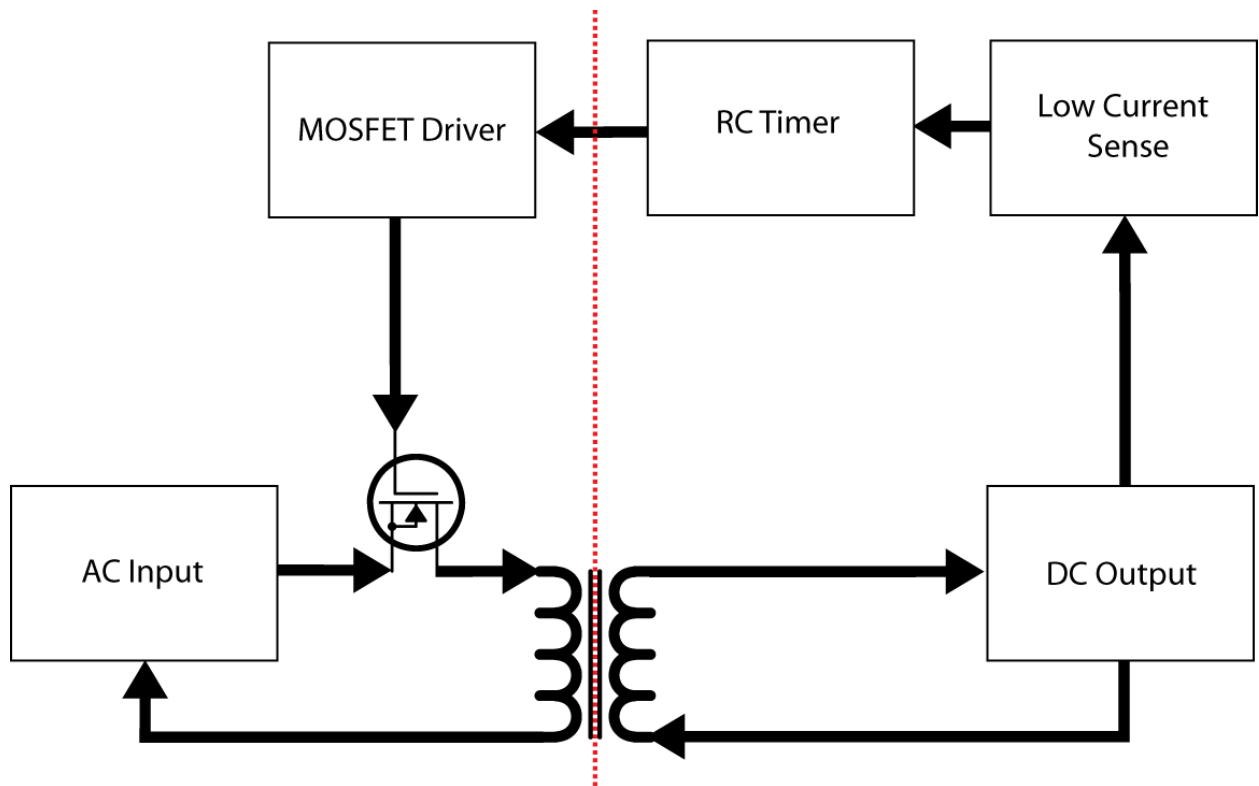 MOSFET Driver
RC Timer
Low Current
Sense
AC Input
DC Output